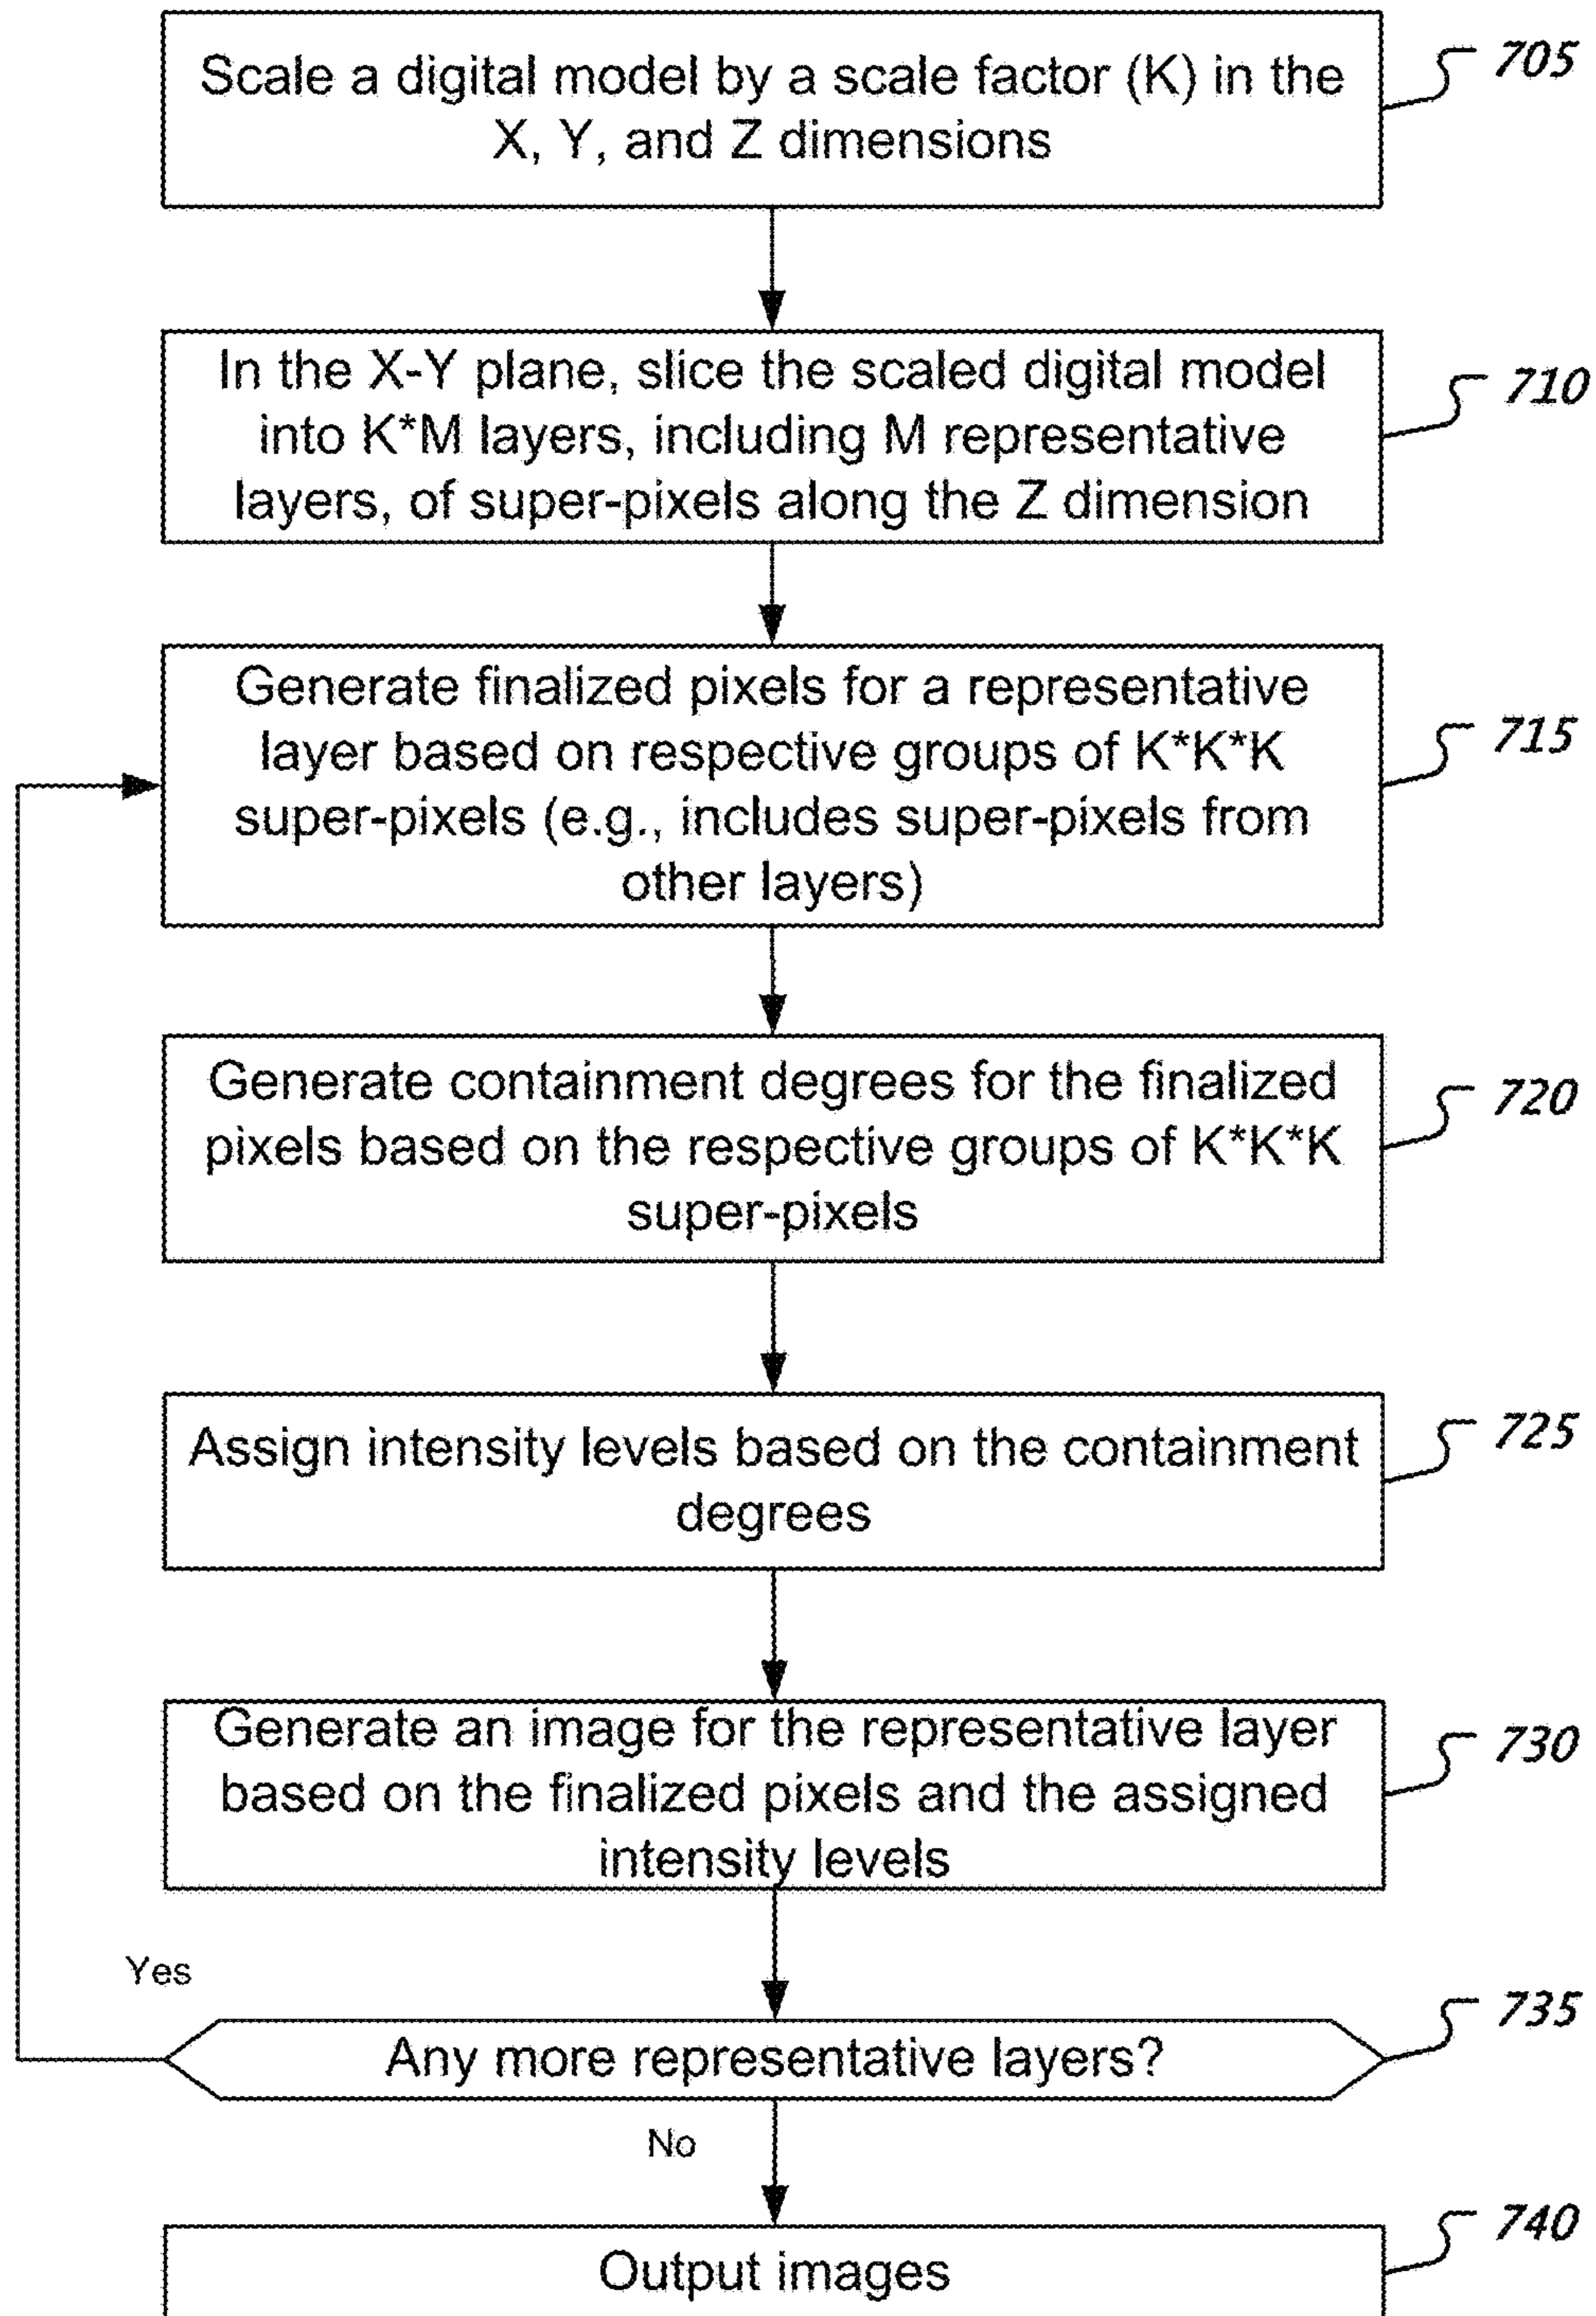 Scale a digital model by a scale factor (K) in the
X, Y, and Z dimensions
705
In the X-Y plane, slice the scaled digital model
into K*M layers, including M representative
layers, of super-pixels along the Z dimension
710
Generate finalized pixels for a representative
layer based on respective groups of K*K*K
super-pixels (e.g., includes super-pixels from
other layers)
715
Generate containment degrees for the finalized
pixels based on the respective groups of K*K*K
super-pixels
720
Assign intensity levels based on the containment
degrees
725
Generate an image for the representative layer
based on the finalized pixels and the assigned
intensity levels
730
Yes
Any more representative layers?
735
No
Output images
740